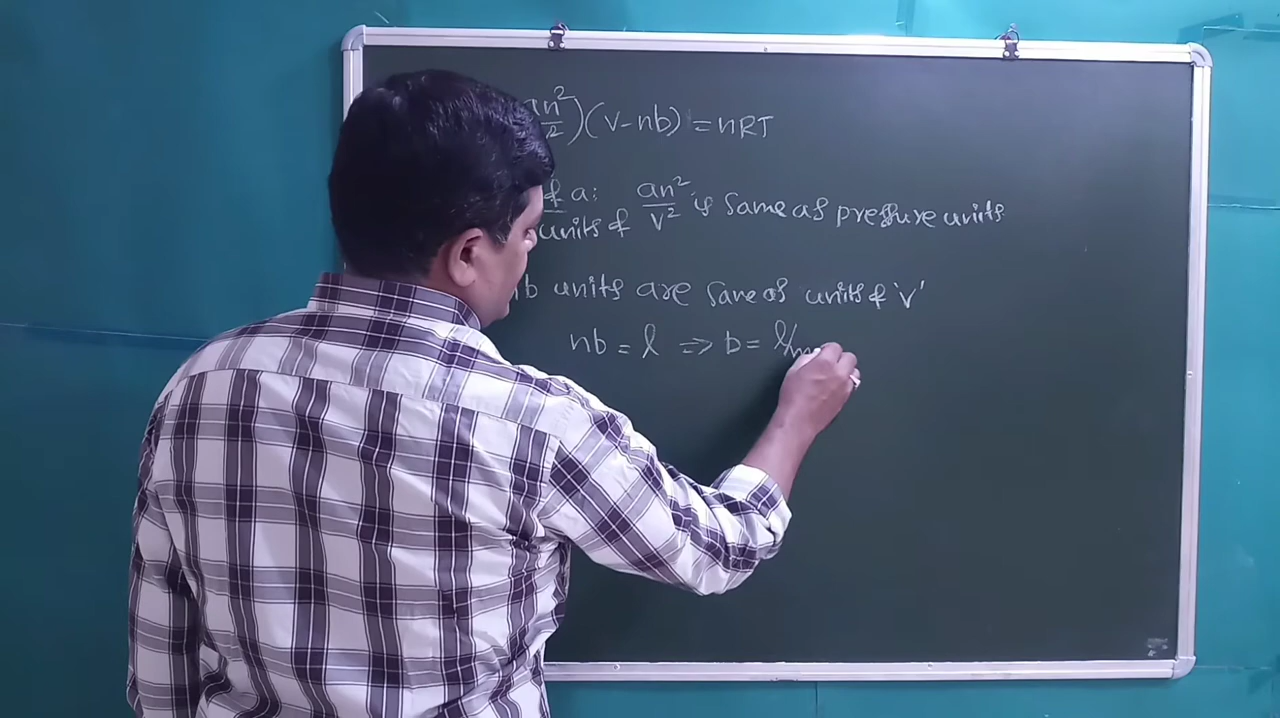 an²/2)(v-nb) = nRT
f a: an²/v² is same as pressure units
units of
b units are same as units of 'v'
nb = l ⇒ b = l/m